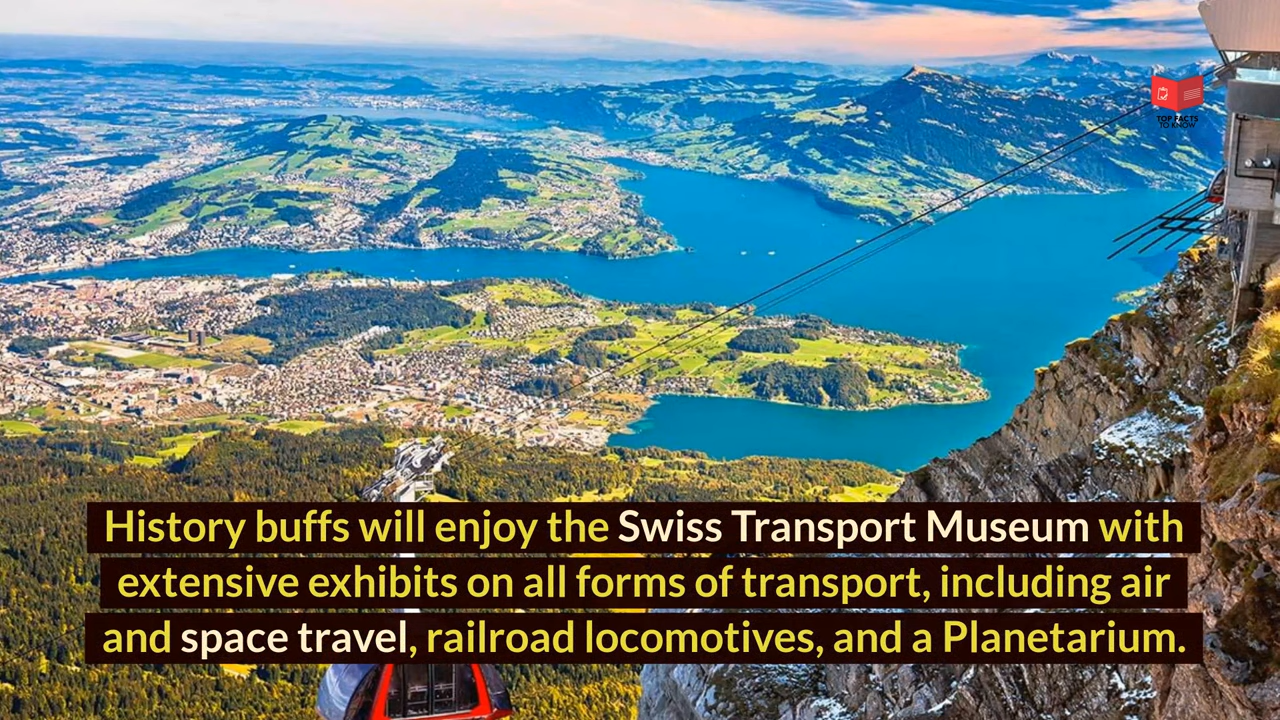 TOP FACTS
TO KNOW
History buffs will enjoy the Swiss Transport Museum with
extensive exhibits on all forms of transport, including air
and space travel, railroad locomotives, and a Planetarium.